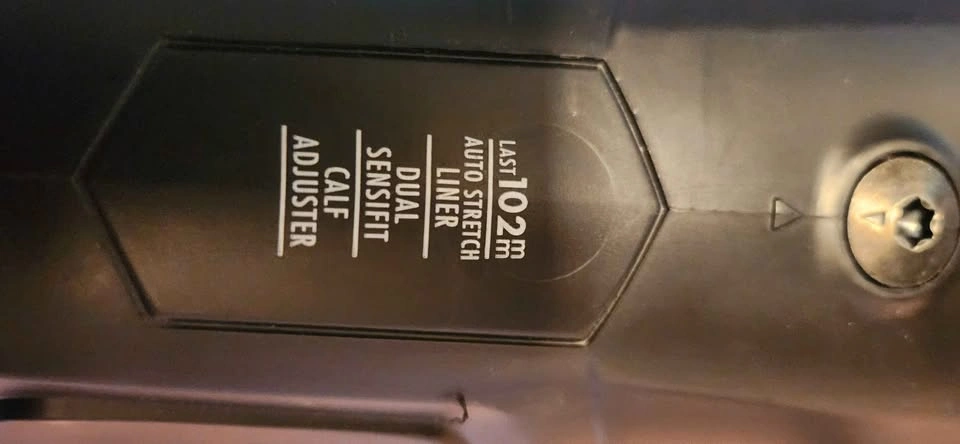 LAST 102mm
AUTO STRETCH
LINER
DUAL
SENSIFIT
CALF
ADJUSTER